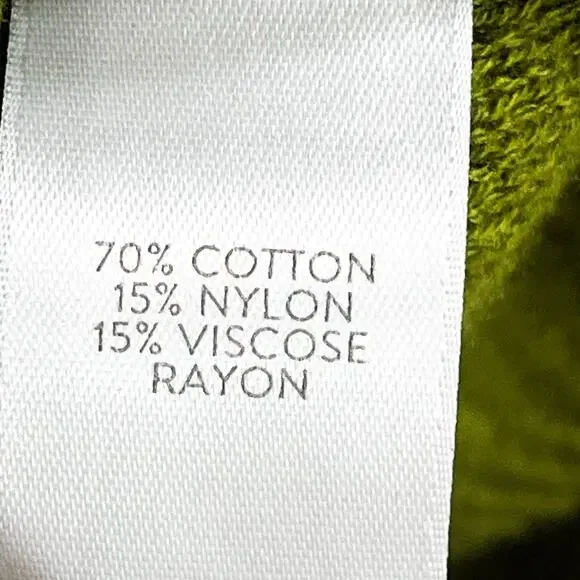 70% COTTON
15% NYLON
15% VISCOSE
RAYON